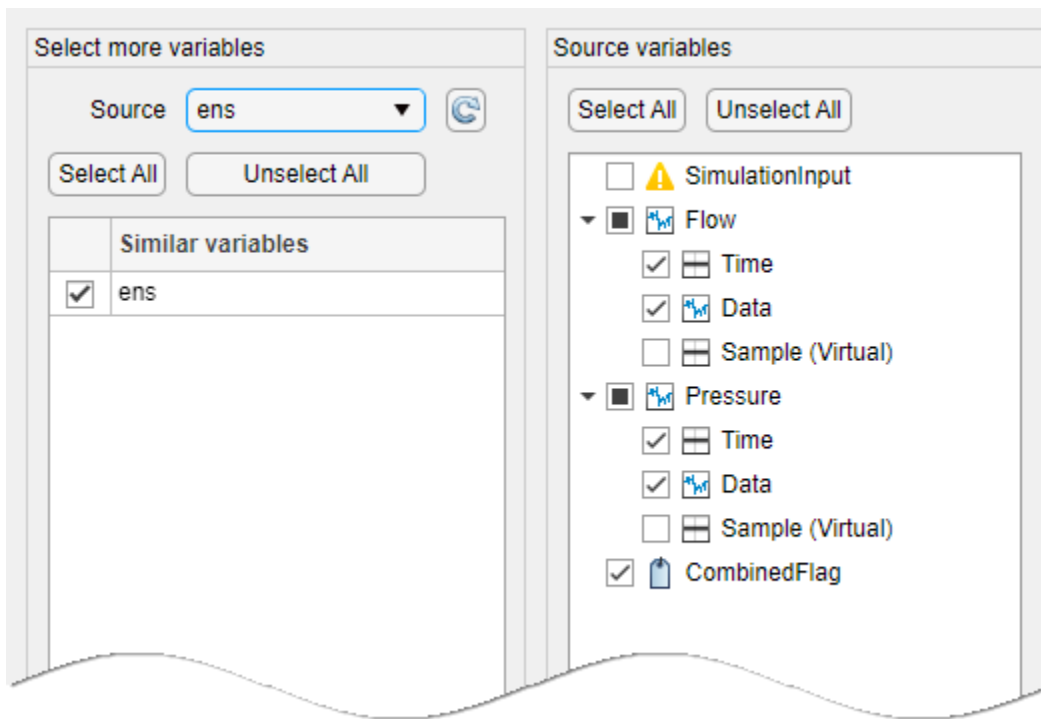 Select more variables
Source variables
Source
ens
Select All
Unselect All
Similar variables
ens
Select All
Unselect All
SimulationInput
Flow
Time
Data
Sample (Virtual)
Pressure
Time
Data
Sample (Virtual)
CombinedFlag